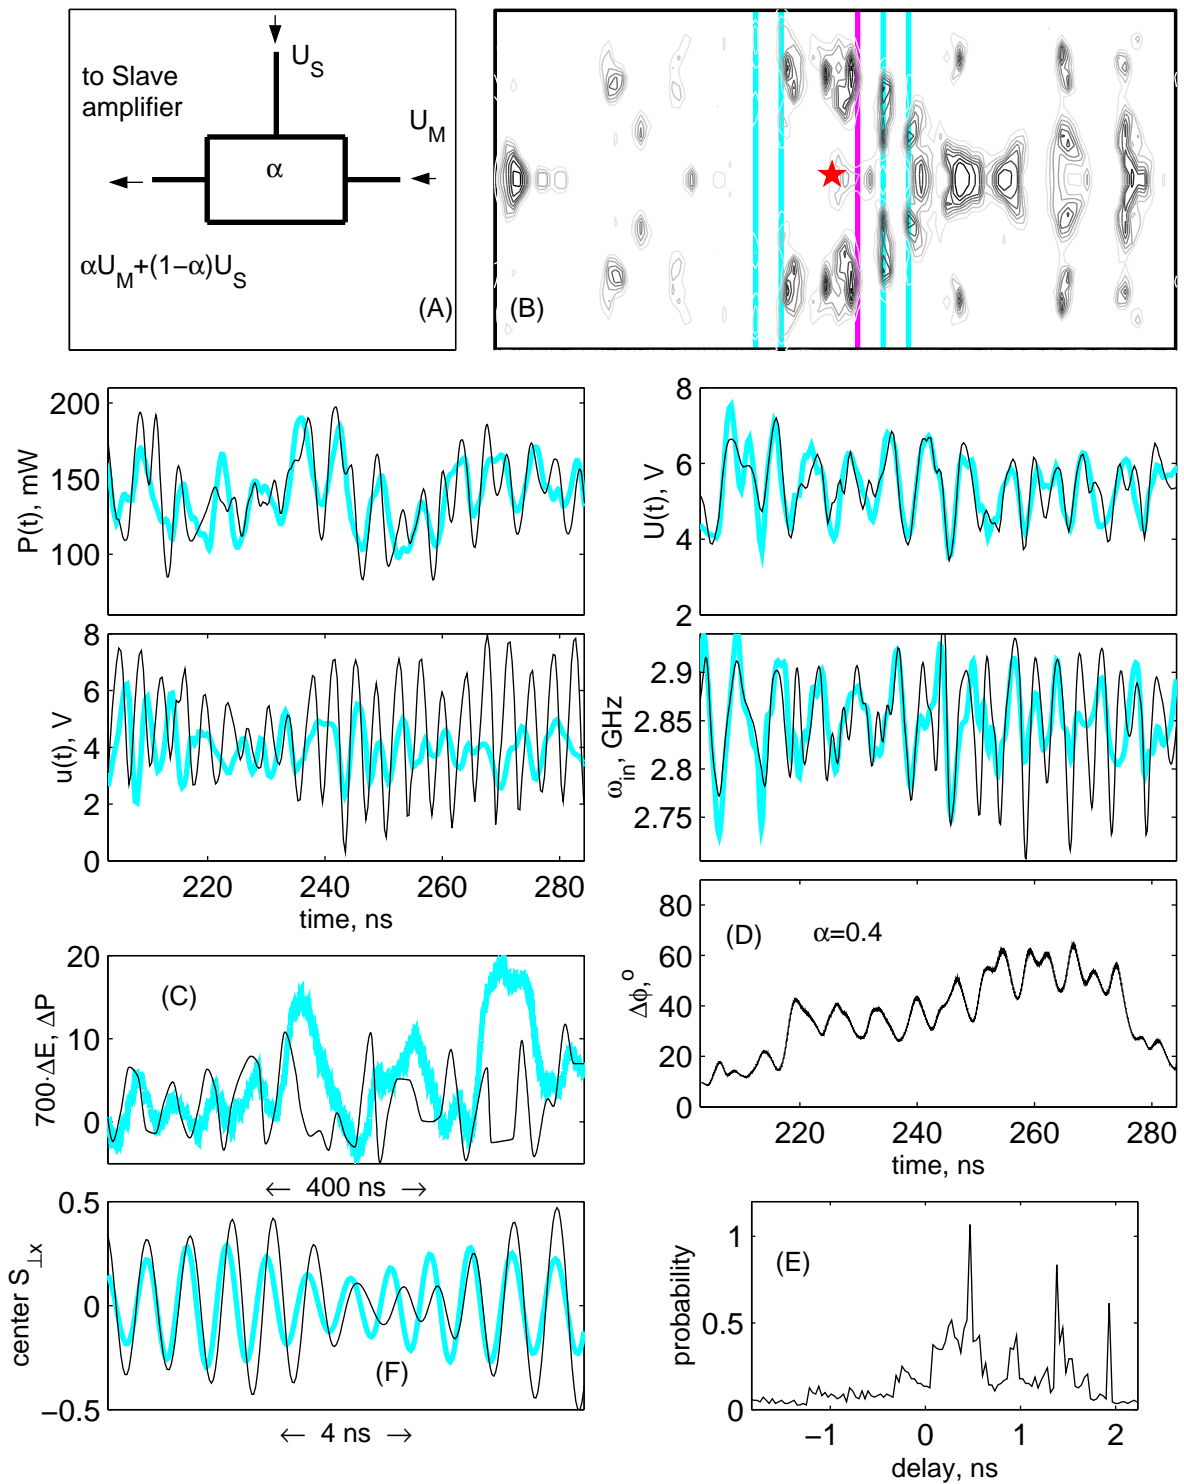 to Slave
amplifier
U_S
U_M
α
αU_M+(1−α)U_S
(A)
(B)
200
150
100
P(t), mW
8
6
4
2
U(t), V
8
6
4
2
0
u(t), V
220 240 260 280
time, ns
2.9
2.85
2.8
2.75
ω_in, GHz
80
60
40
20
0
Δϕ,°
(D)
α=0.4
220 240 260 280
time, ns
20
10
0
700·ΔE, ΔP
(C)
← 400 ns →
0.5
0
−0.5
center S_⊥x
(F)
← 4 ns →
1
0.5
0
probability
(E)
−1 0 1 2
delay, ns